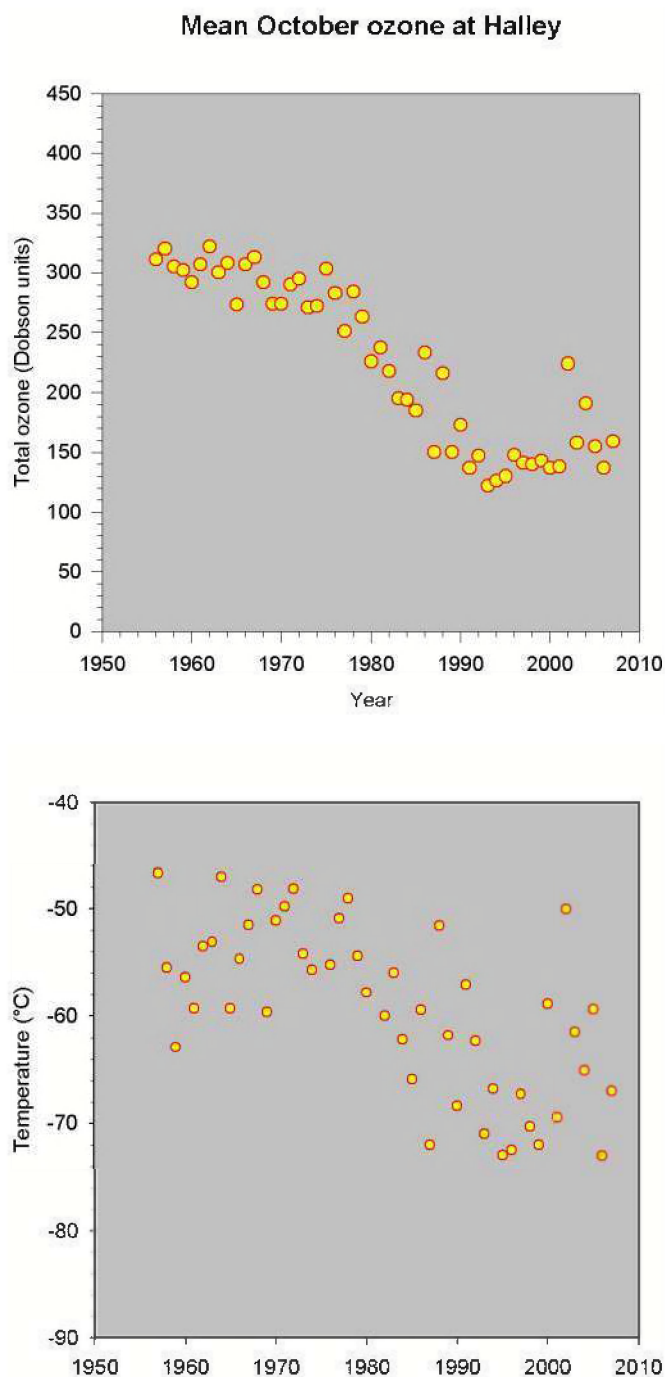 Mean October ozone at Halley
Total ozone (Dobson units)
450
400
350
300
250
200
150
100
50
0
1950 1960 1970 1980 1990 2000 2010
Year
Temperature (°C)
-40
-50
-60
-70
-80
-90
1950 1960 1970 1980 1990 2000 2010